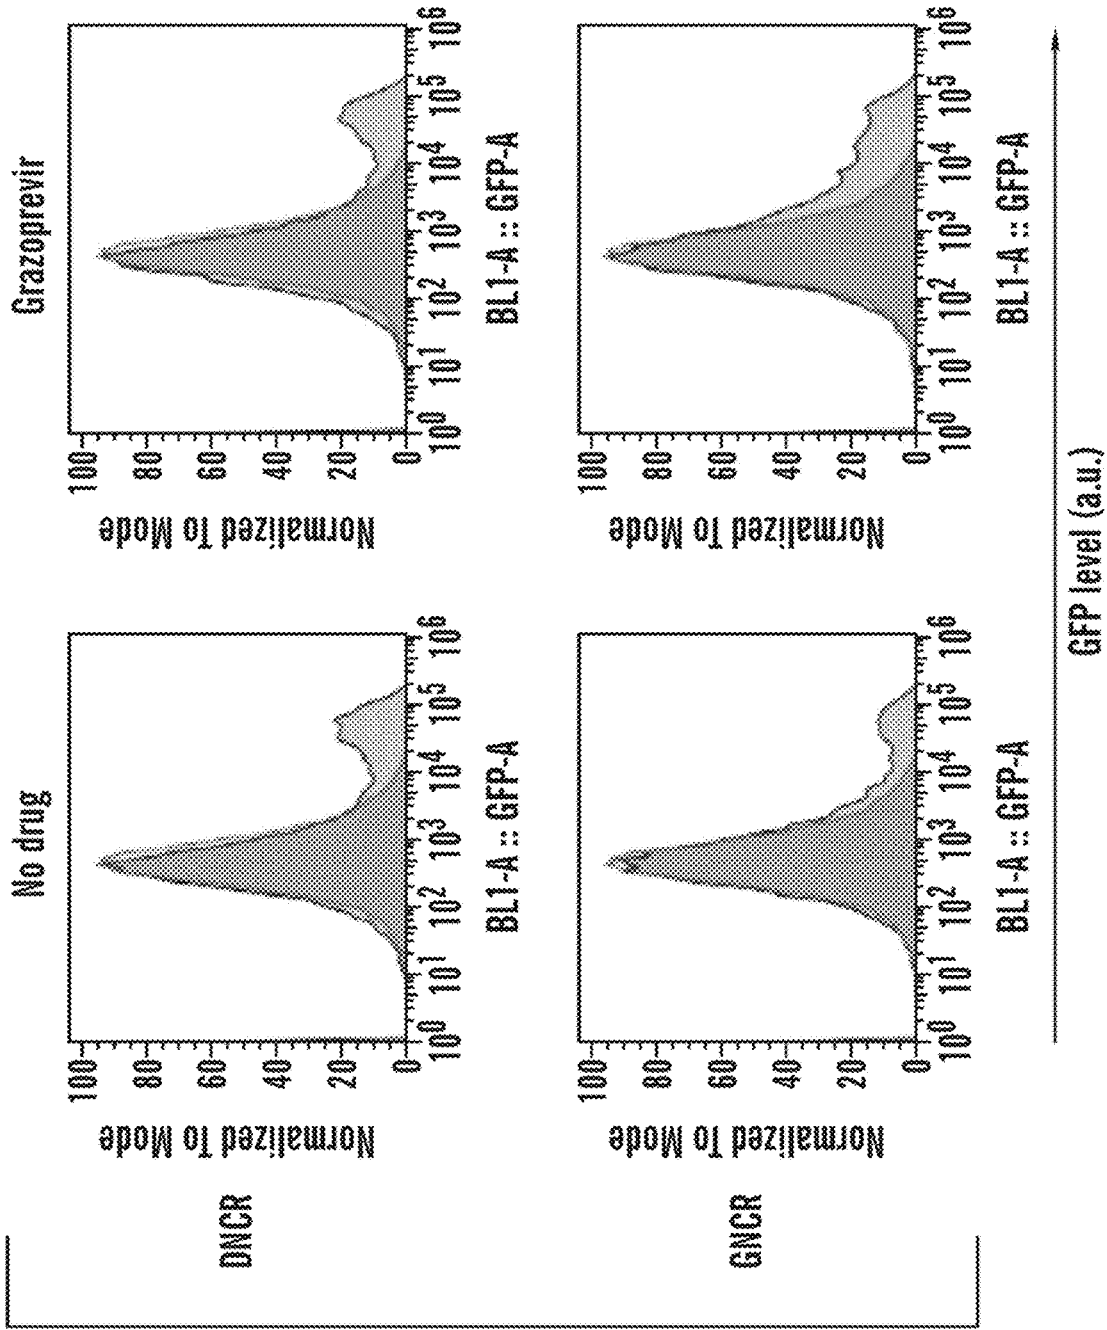 No drug
Grazoprevir
DNCR
Normalized To Mode
100
80
60
40
20
0
10^0 10^1 10^2 10^3 10^4 10^5 10^6
BL1-A :: GFP-A
Normalized To Mode
100
80
60
40
20
0
10^0 10^1 10^2 10^3 10^4 10^5 10^6
BL1-A :: GFP-A
GNCR
Normalized To Mode
100
80
60
40
20
0
10^0 10^1 10^2 10^3 10^4 10^5 10^6
BL1-A :: GFP-A
Normalized To Mode
100
80
60
40
20
0
10^0 10^1 10^2 10^3 10^4 10^5 10^6
BL1-A :: GFP-A
GFP level (a.u.)